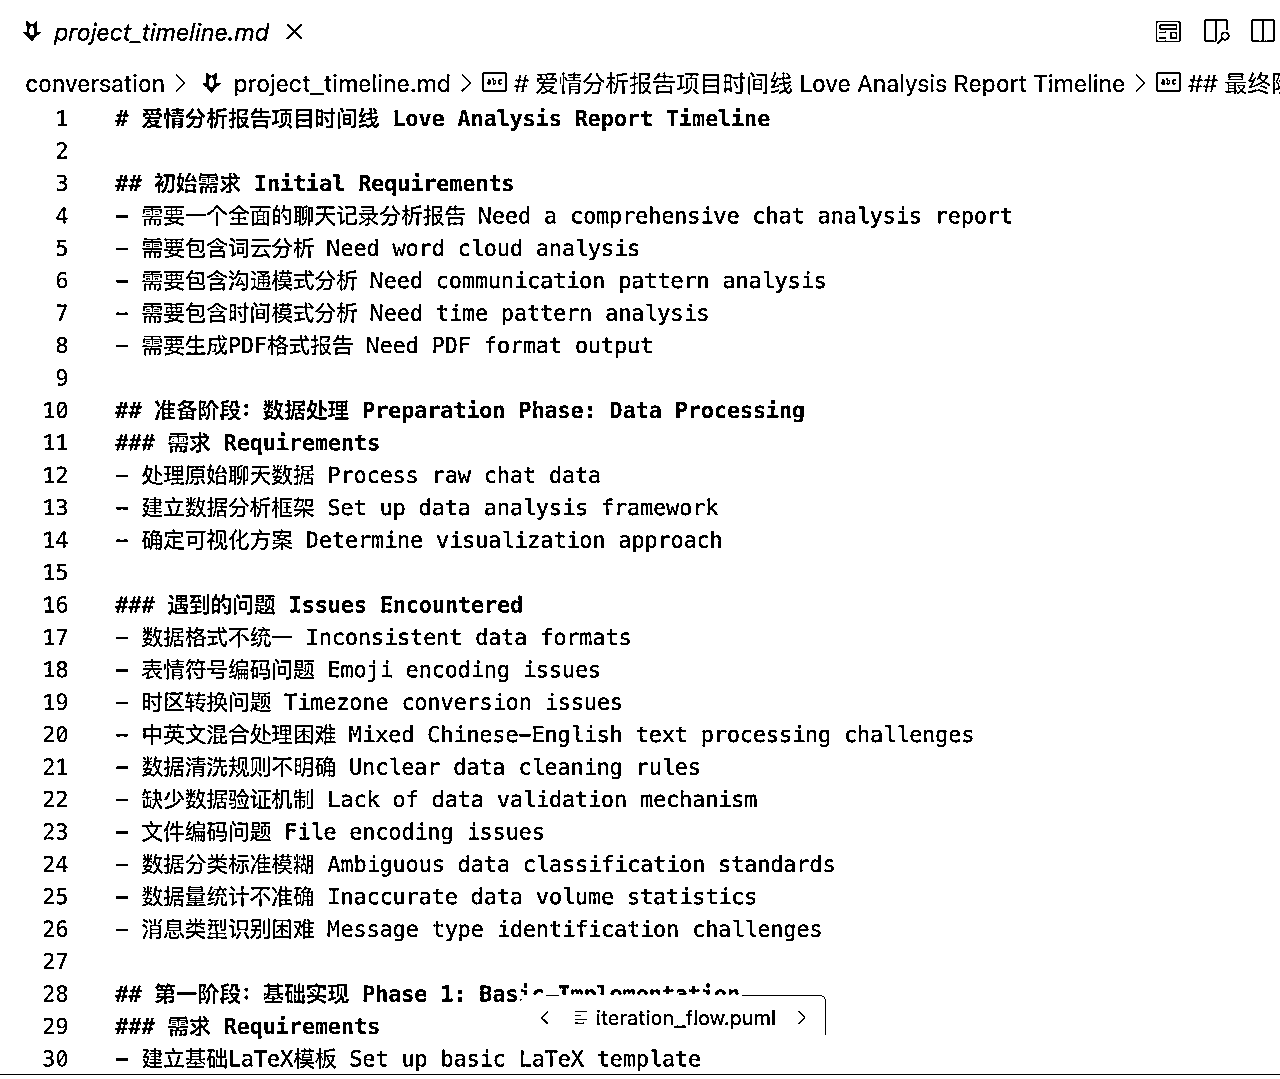 project_timeline.md
conversation > project_timeline.md > # 爱情分析报告项目时间线 Love Analysis Report Timeline > ## 最终
1 # 爱情分析报告项目时间线 Love Analysis Report Timeline
2
3 ## 初始需求 Initial Requirements
4 - 需要一个全面的聊天记录分析报告 Need a comprehensive chat analysis report
5 - 需要包含词云分析 Need word cloud analysis
6 - 需要包含沟通模式分析 Need communication pattern analysis
7 - 需要包含时间模式分析 Need time pattern analysis
8 - 需要生成PDF格式报告 Need PDF format output
9
10 ## 准备阶段：数据处理 Preparation Phase: Data Processing
11 ### 需求 Requirements
12 - 处理原始聊天数据 Process raw chat data
13 - 建立数据分析框架 Set up data analysis framework
14 - 确定可视化方案 Determine visualization approach
15
16 ### 遇到的问题 Issues Encountered
17 - 数据格式不统一 Inconsistent data formats
18 - 表情符号编码问题 Emoji encoding issues
19 - 时区转换问题 Timezone conversion issues
20 - 中英文混合处理困难 Mixed Chinese-English text processing challenges
21 - 数据清洗规则不明确 Unclear data cleaning rules
22 - 缺少数据验证机制 Lack of data validation mechanism
23 - 文件编码问题 File encoding issues
24 - 数据分类标准模糊 Ambiguous data classification standards
25 - 数据量统计不准确 Inaccurate data volume statistics
26 - 消息类型识别困难 Message type identification challenges
27
28 ## 第一阶段：基础实现 Phase 1: Basic Implementation
iteration_flow.puml
29 ### 需求 Requirements
30 - 建立基础LaTeX模板 Set up basic LaTeX template